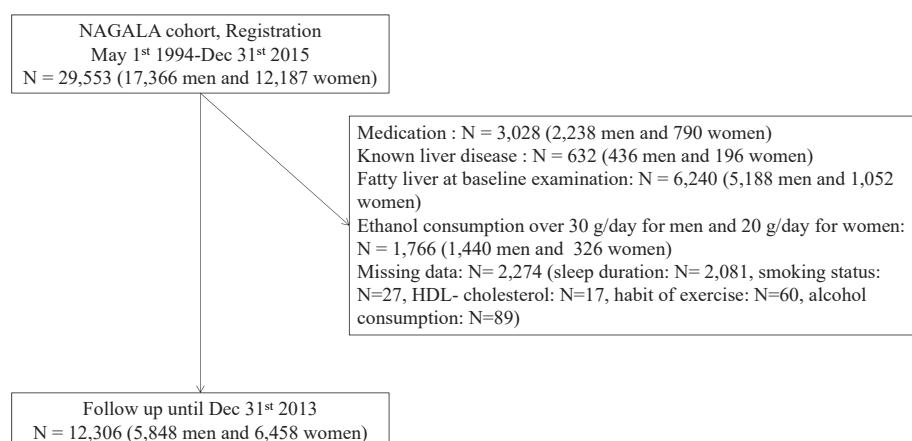 NAGALA cohort, Registration
May 1st 1994-Dec 31st 2015
N = 29,553 (17,366 men and 12,187 women)
Medication : N = 3,028 (2,238 men and 790 women)
Known liver disease : N = 632 (436 men and 196 women)
Fatty liver at baseline examination: N = 6,240 (5,188 men and 1,052
women)
Ethanol consumption over 30 g/day for men and 20 g/day for women:
N = 1,766 (1,440 men and 326 women)
Missing data: N= 2,274 (sleep duration: N= 2,081, smoking status:
N=27, HDL- cholesterol: N=17, habit of exercise: N=60, alcohol
consumption: N=89)
Follow up until Dec 31st 2013
N = 12,306 (5,848 men and 6,458 women)